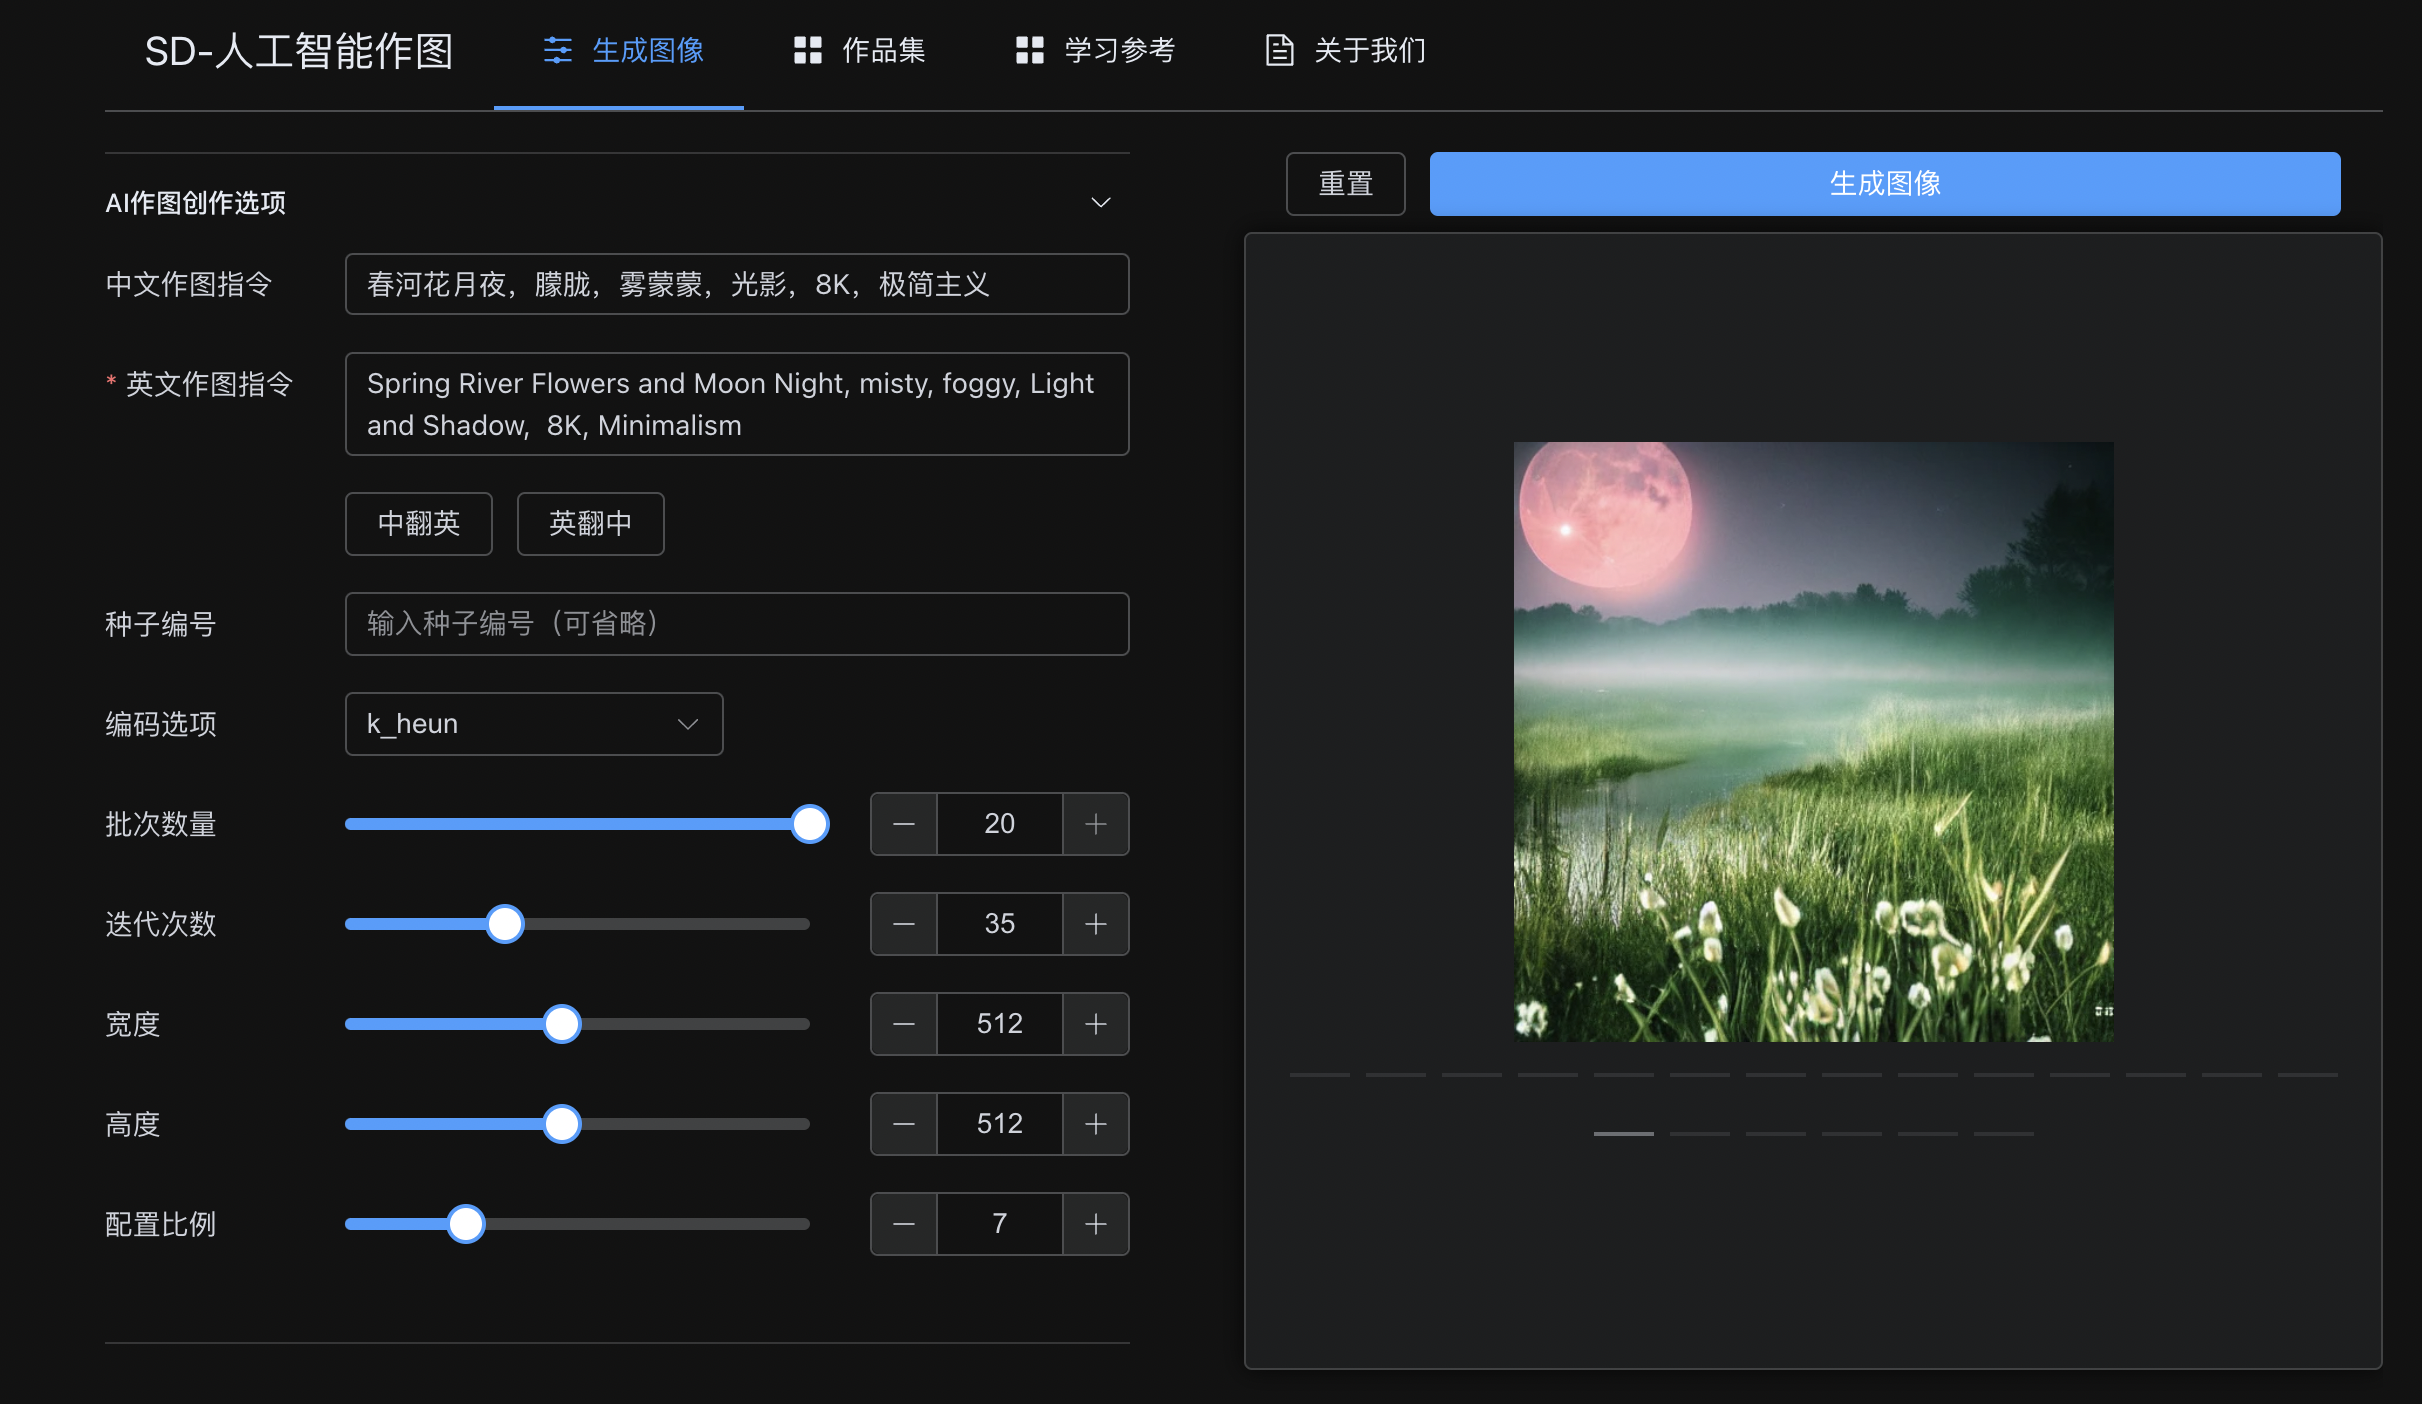 SD-人工智能作图
生成图像
作品集
学习参考
关于我们
AI作图创作选项
中文作图指令
春河花月夜，朦胧，雾蒙蒙，光影，8K，极简主义
* 英文作图指令
Spring River Flowers and Moon Night, misty, foggy, Light
and Shadow,  8K, Minimalism
中翻英
英翻中
种子编号
输入种子编号（可省略）
编码选项
k_heun
批次数量
20
迭代次数
35
宽度
512
高度
512
配置比例
7
重置
生成图像